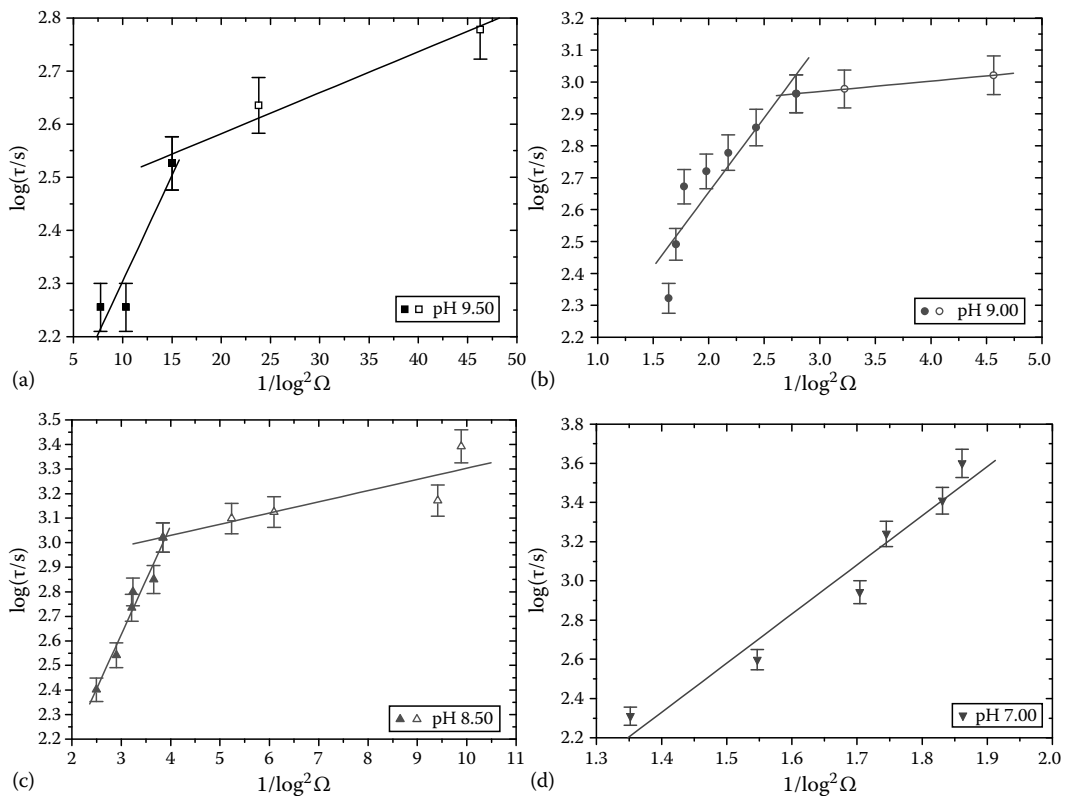 2.8
2.7
2.6
2.5
2.4
2.3
2.2
log(τ/s)
pH 9.50
5 10 15 20 25 30 35 40 45 50
(a) 1/log²Ω
3.2
3.1
3.0
2.9
2.8
2.7
2.6
2.5
2.4
2.3
2.2
log(τ/s)
pH 9.00
1.0 1.5 2.0 2.5 3.0 3.5 4.0 4.5 5.0
(b) 1/log²Ω
3.5
3.4
3.3
3.2
3.1
3.0
2.9
2.8
2.7
2.6
2.5
2.4
2.3
2.2
log(τ/s)
pH 8.50
2 3 4 5 6 7 8 9 10 11
(c) 1/log²Ω
3.8
3.6
3.4
3.2
3.0
2.8
2.6
2.4
2.2
log(τ/s)
pH 7.00
1.3 1.4 1.5 1.6 1.7 1.8 1.9 2.0
(d) 1/log²Ω